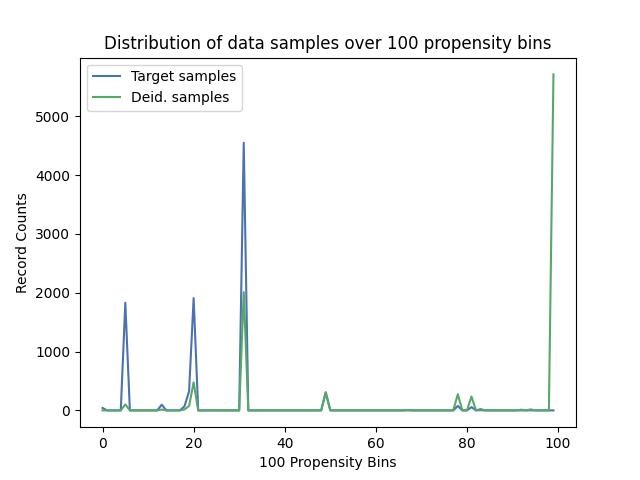 Distribution of data samples over 100 propensity bins
Target samples
Deid. samples
5000
4000
3000
2000
1000
0
Record Counts
0 20 40 60 80 100
100 Propensity Bins